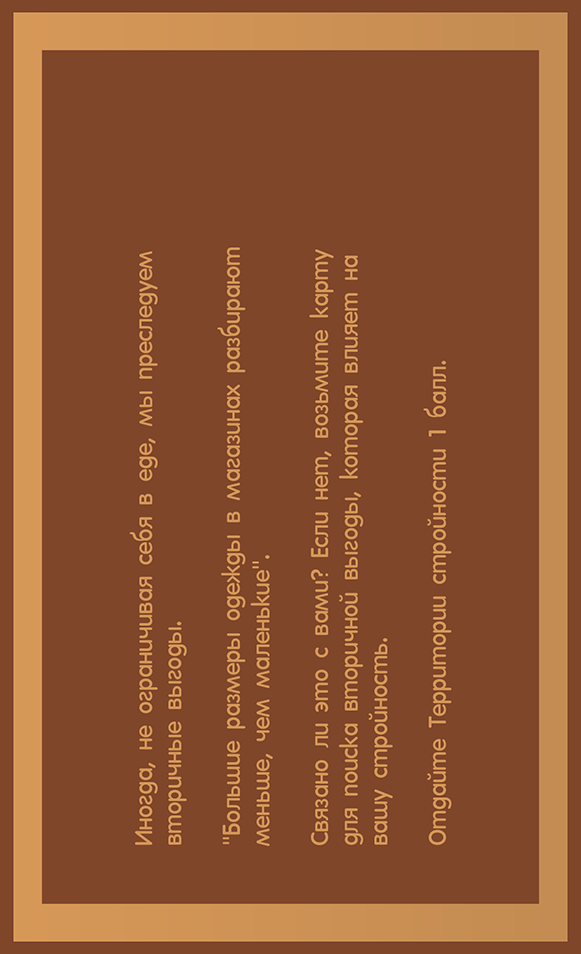 Иногда, не ограничивая себя в еде, мы преследуем
вторичные выгоды.
"Большие размеры одежды в магазинах разбирают
меньше, чем маленькие".
Связано ли это с вами? Если нет, возьмите карту
для поиска вторичной выгоды, которая влияет на
вашу стройность.
Отдайте Территории стройности 1 балл.